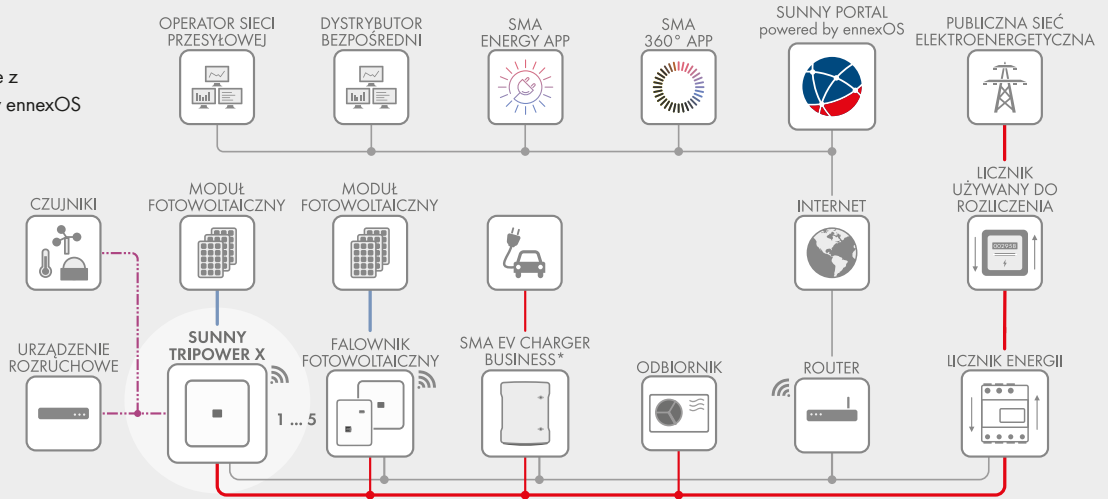 e z
y ennexOS
OPERATOR SIECI
PRZESYŁOWEJ
DYSTRYBUTOR
BEZPOŚREDNI
SMA
ENERGY APP
SMA
360° APP
SUNNY PORTAL
powered by ennexOS
PUBLICZNA SIEĆ
ELEKTROENERGETYCZNA
CZUJNIKI
MODUŁ
FOTOWOLTAICZNY
MODUŁ
FOTOWOLTAICZNY
INTERNET
LICZNIK
UŻYWANY DO
ROZLICZENIA
002938
URZĄDZENIE
ROZRUCHOWE
SUNNY
TRIPOWER X
1 ... 5
FALOWNIK
FOTOWOLTAICZNY
SMA EV CHARGER
BUSINESS*
ODBIORNIK
ROUTER
LICZNIK ENERGII